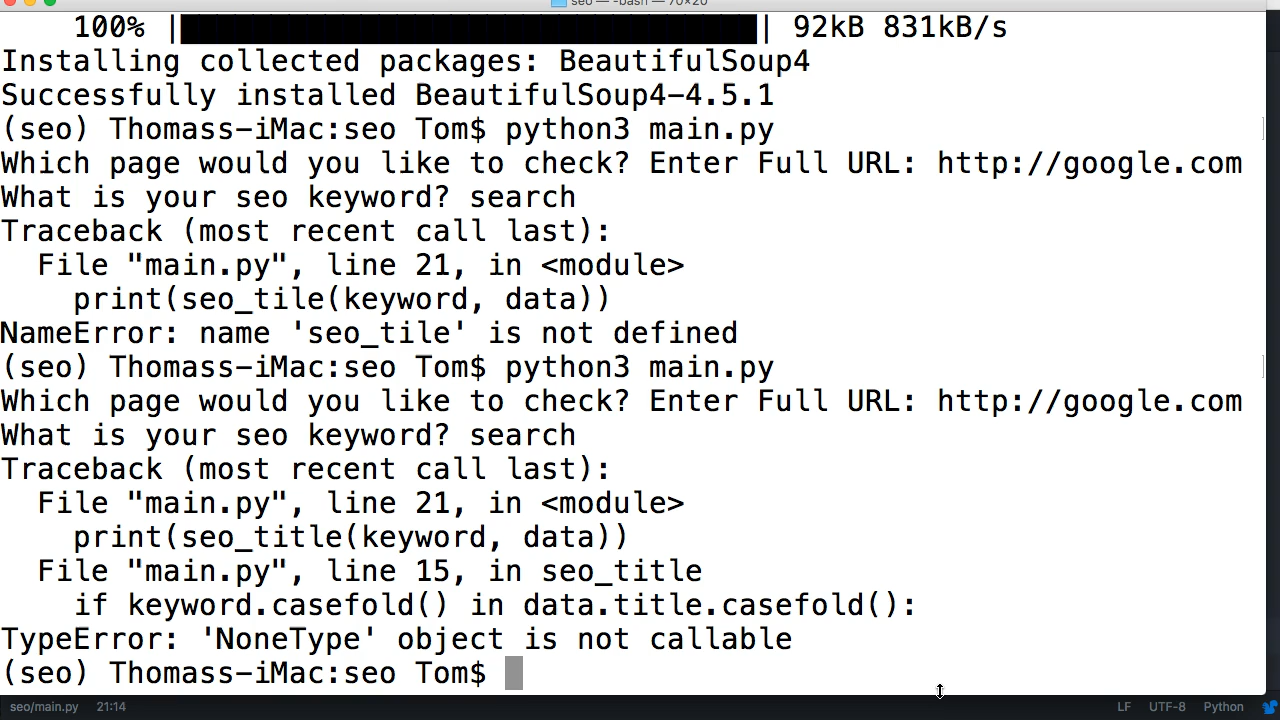 seo — -bash — 70×20
100% || 92kB 831kB/s
Installing collected packages: BeautifulSoup4
Successfully installed BeautifulSoup4-4.5.1
(seo) Thomass-iMac:seo Tom$ python3 main.py
Which page would you like to check? Enter Full URL: http://google.com
What is your seo keyword? search
Traceback (most recent call last):
File "main.py", line 21, in <module>
print(seo_tile(keyword, data))
NameError: name 'seo_tile' is not defined
(seo) Thomass-iMac:seo Tom$ python3 main.py
Which page would you like to check? Enter Full URL: http://google.com
What is your seo keyword? search
Traceback (most recent call last):
File "main.py", line 21, in <module>
print(seo_title(keyword, data))
File "main.py", line 15, in seo_title
if keyword.casefold() in data.title.casefold():
TypeError: 'NoneType' object is not callable
(seo) Thomass-iMac:seo Tom$
seo/main.py 21:14 LF UTF-8 Python